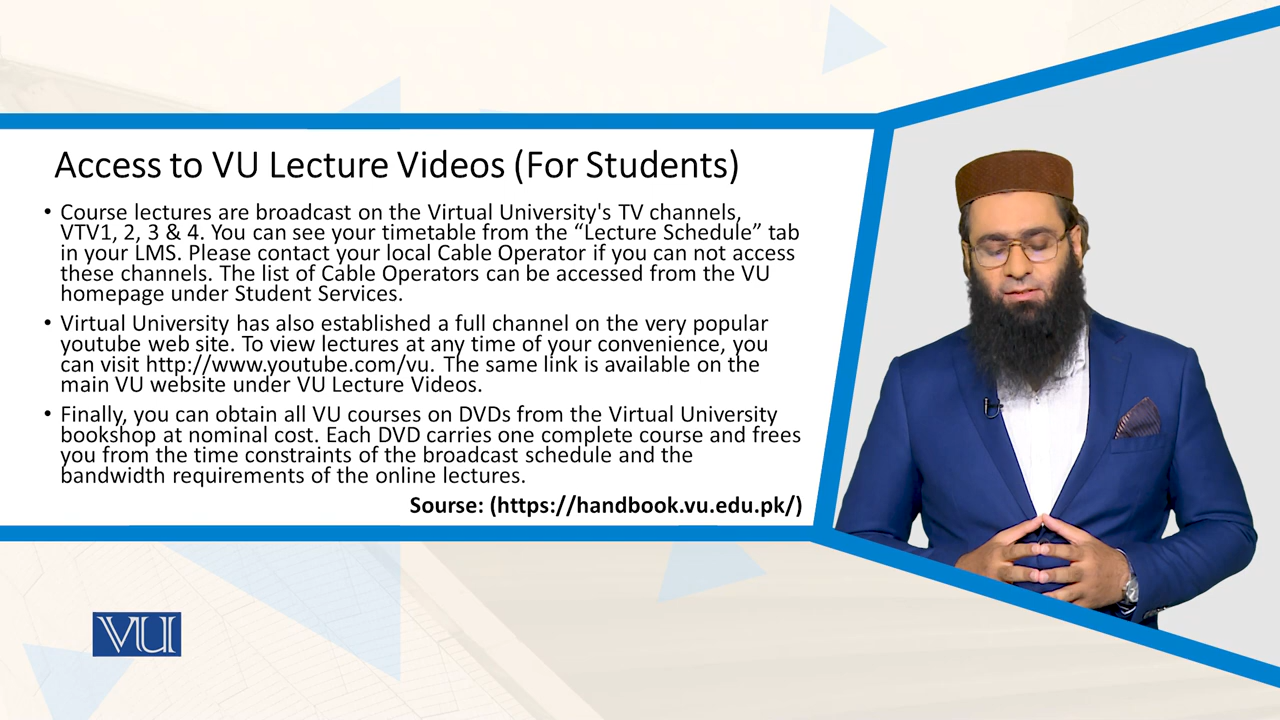 Access to VU Lecture Videos (For Students)
• Course lectures are broadcast on the Virtual University's TV channels,
VTV1, 2, 3 & 4. You can see your timetable from the “Lecture Schedule” tab
in your LMS. Please contact your local Cable Operator if you can not access
these channels. The list of Cable Operators can be accessed from the VU
homepage under Student Services.
• Virtual University has also established a full channel on the very popular
youtube web site. To view lectures at any time of your convenience, you
can visit http://www.youtube.com/vu. The same link is available on the
main VU website under VU Lecture Videos.
• Finally, you can obtain all VU courses on DVDs from the Virtual University
bookshop at nominal cost. Each DVD carries one complete course and frees
you from the time constraints of the broadcast schedule and the
bandwidth requirements of the online lectures.
Sourse: (https://handbook.vu.edu.pk/)
VU